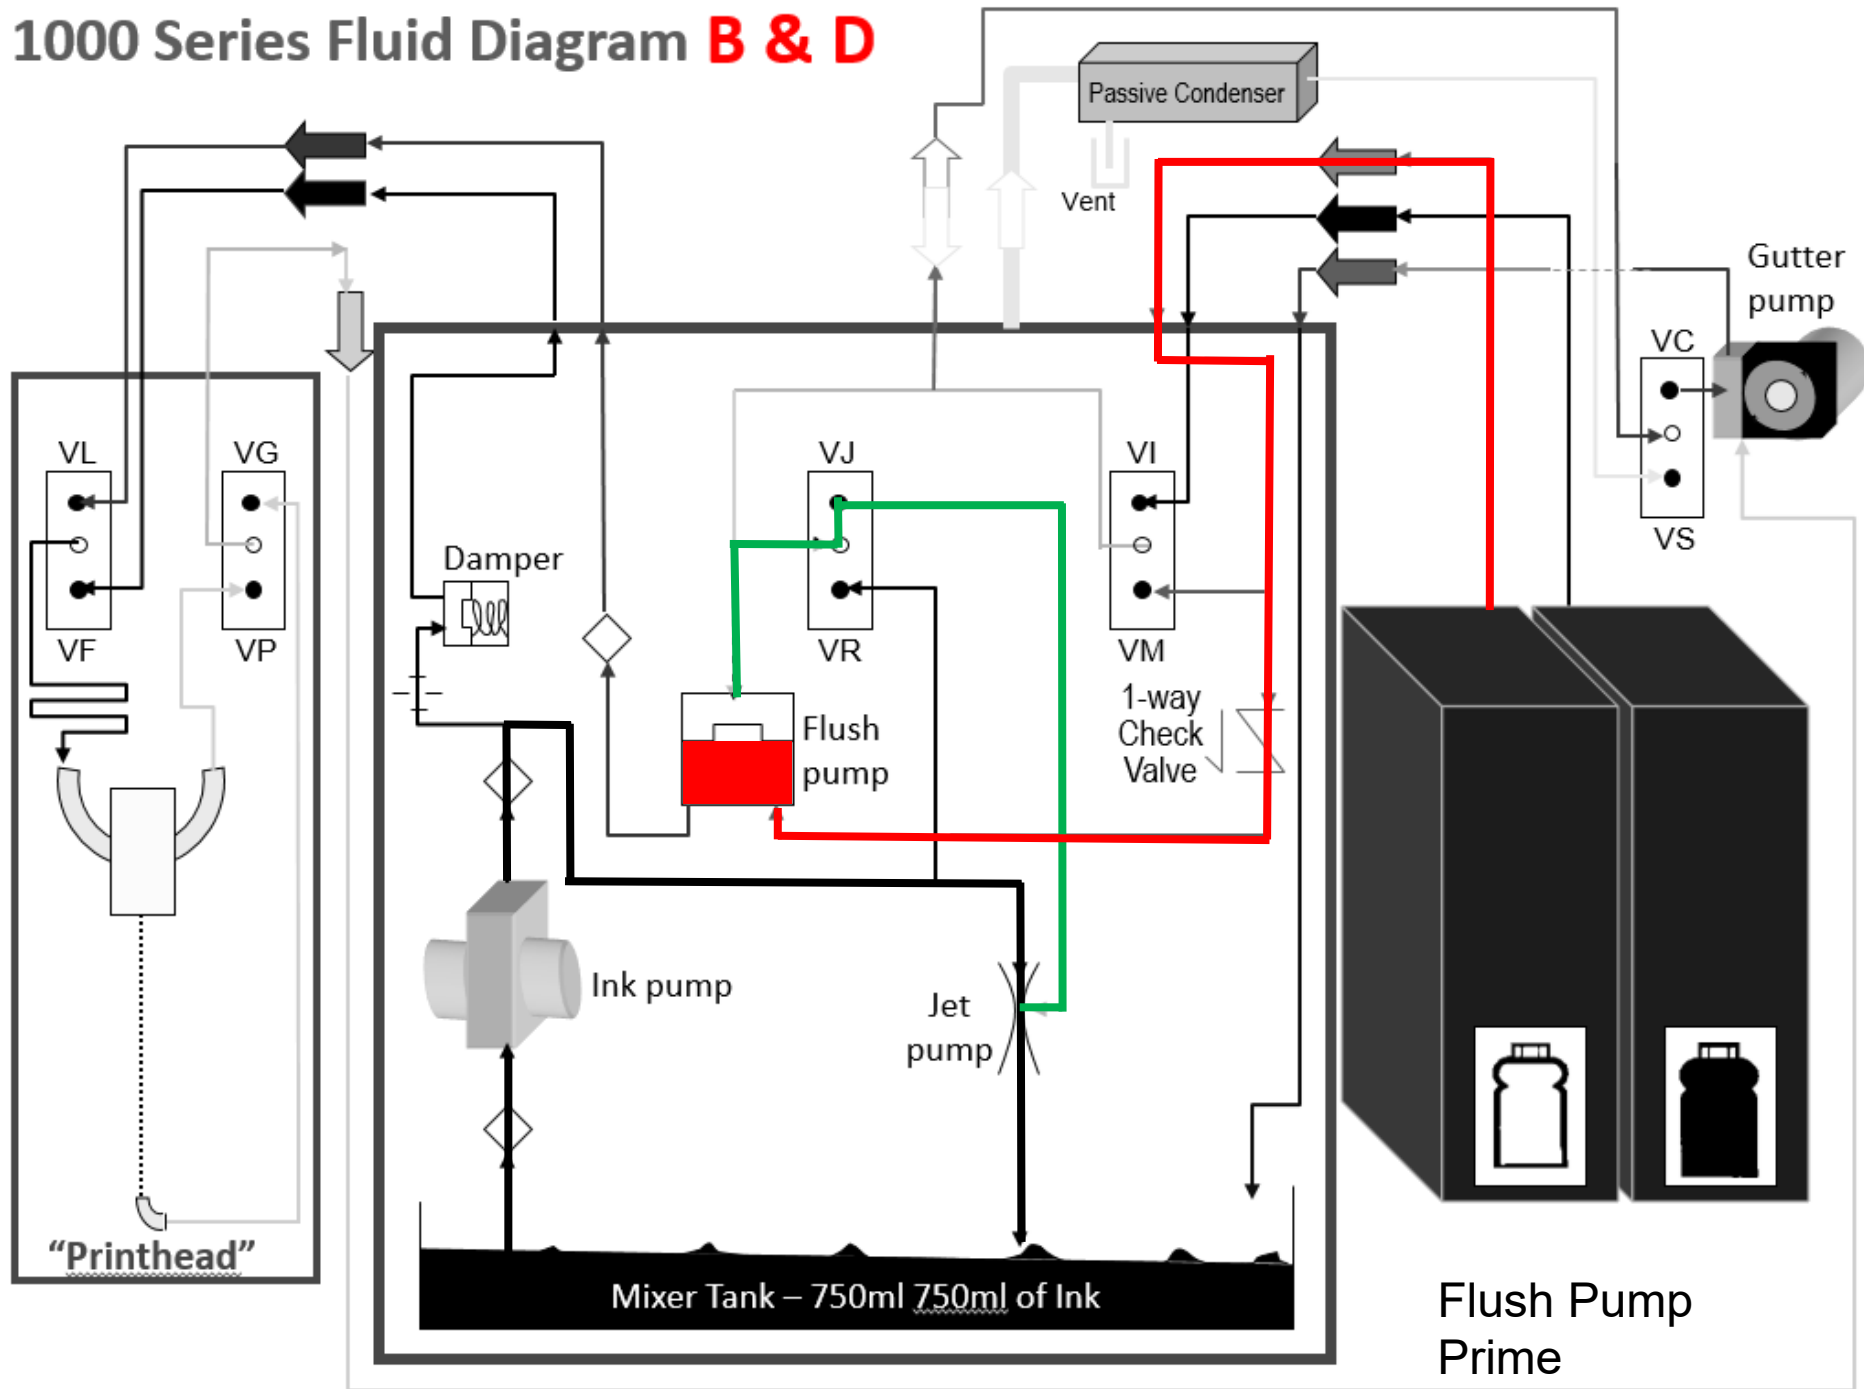 1000 Series Fluid Diagram B & D
Passive Condenser
Vent
Gutter
pump
VC
VS
VL
VF
VG
VP
VJ
VR
VI
VM
Damper
1-way
Check
Valve
Flush
pump
Ink pump
Jet
pump
“Printhead”
Mixer Tank – 750ml 750ml of Ink
Flush Pump
Prime